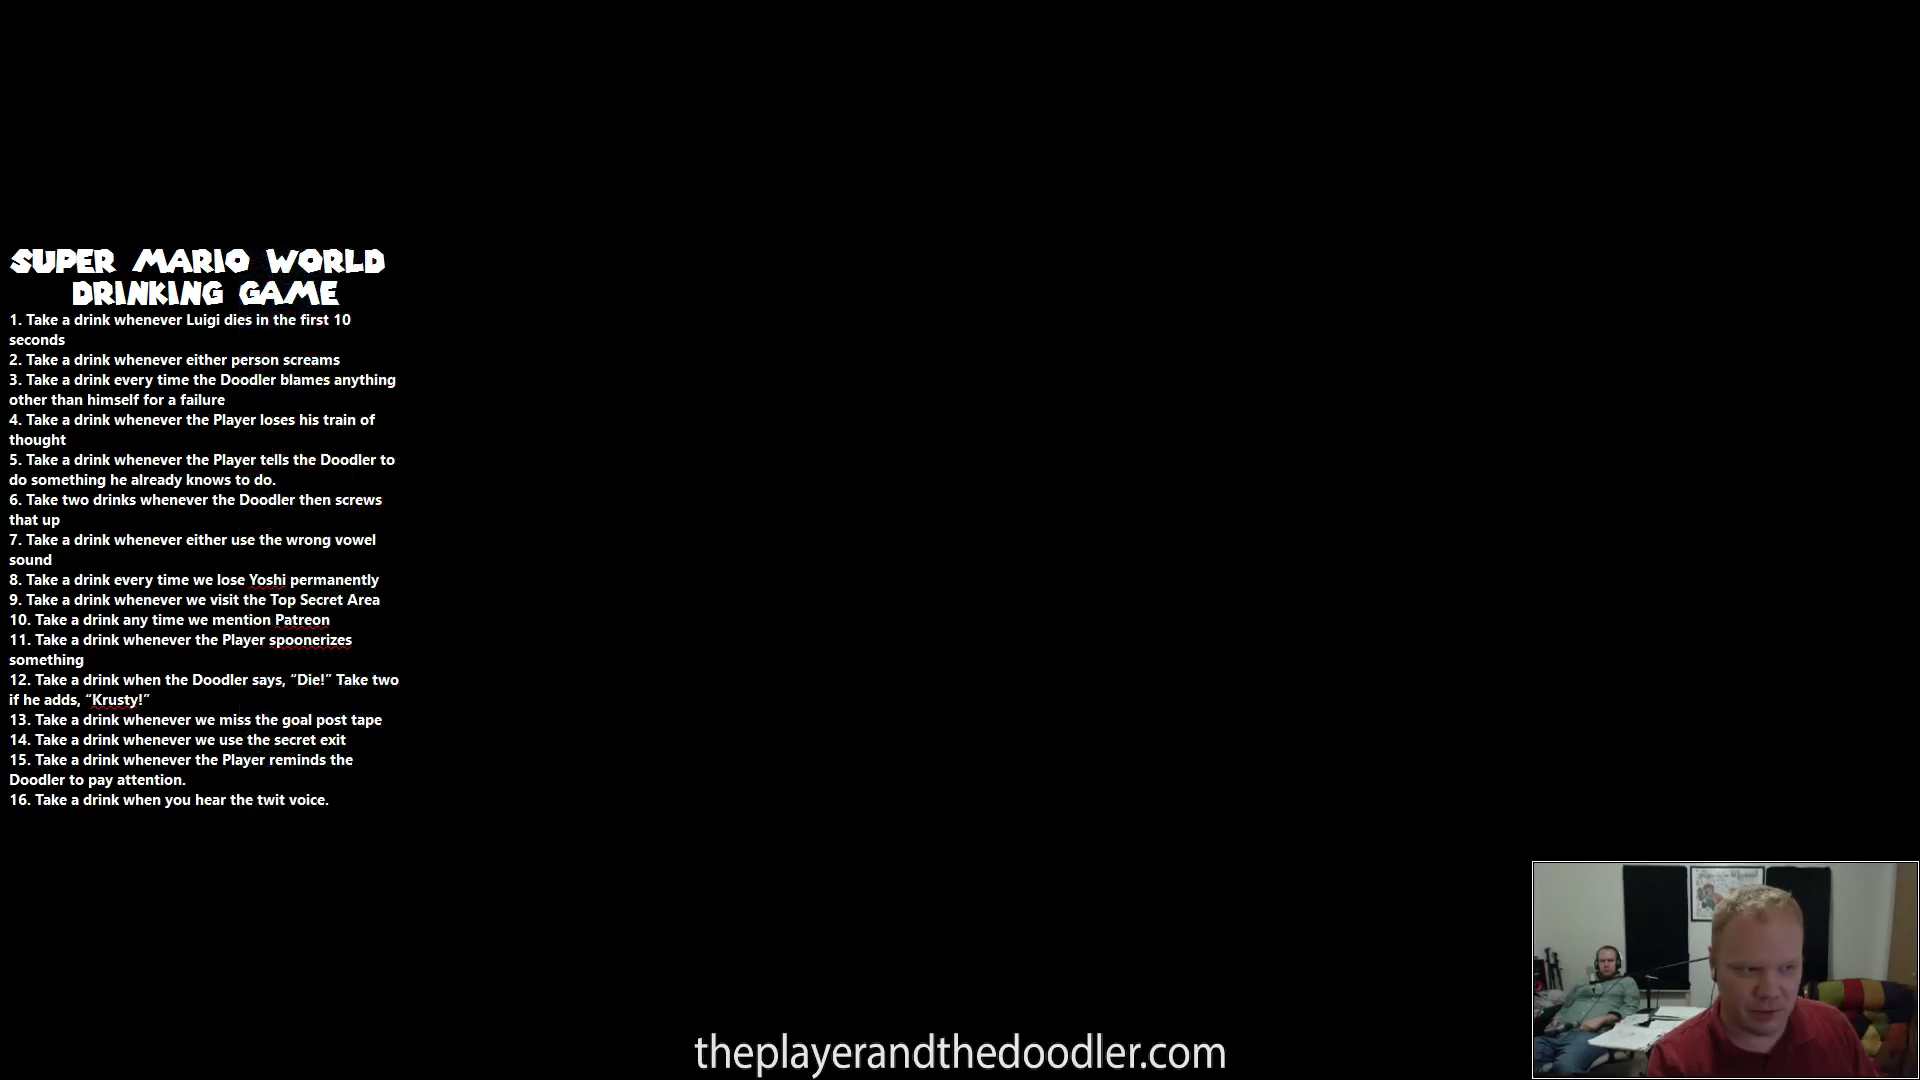 SUPER MARIO WORLD
DRINKING GAME
1. Take a drink whenever Luigi dies in the first 10
seconds
2. Take a drink whenever either person screams
3. Take a drink every time the Doodler blames anything
other than himself for a failure
4. Take a drink whenever the Player loses his train of
thought
5. Take a drink whenever the Player tells the Doodler to
do something he already knows to do.
6. Take two drinks whenever the Doodler then screws
that up
7. Take a drink whenever either use the wrong vowel
sound
8. Take a drink every time we lose Yoshi permanently
9. Take a drink whenever we visit the Top Secret Area
10. Take a drink any time we mention Patreon
11. Take a drink whenever the Player spoonerizes
something
12. Take a drink when the Doodler says, “Die!” Take two
if he adds, “Krusty!”
13. Take a drink whenever we miss the goal post tape
14. Take a drink whenever we use the secret exit
15. Take a drink whenever the Player reminds the
Doodler to pay attention.
16. Take a drink when you hear the twit voice.
theplayerandthedoodler.com